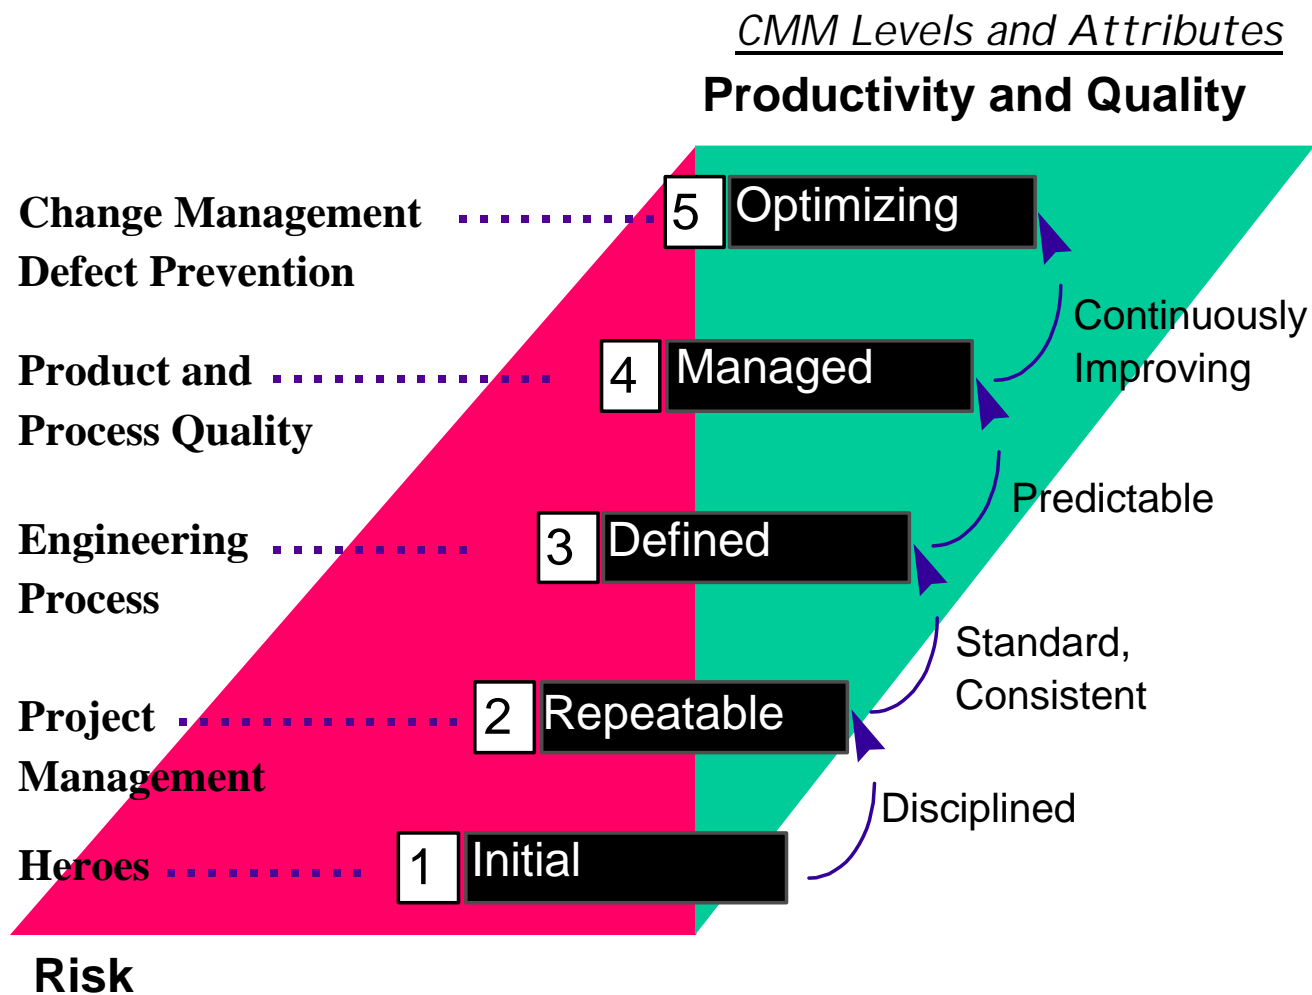 CMM Levels and Attributes
Productivity and Quality
Change Management
Defect Prevention
5 Optimizing
Continuously
Improving
Product and
Process Quality
4 Managed
Predictable
Engineering
Process
3 Defined
Standard,
Consistent
Project
Management
2 Repeatable
Disciplined
Heroes
1 Initial
Risk